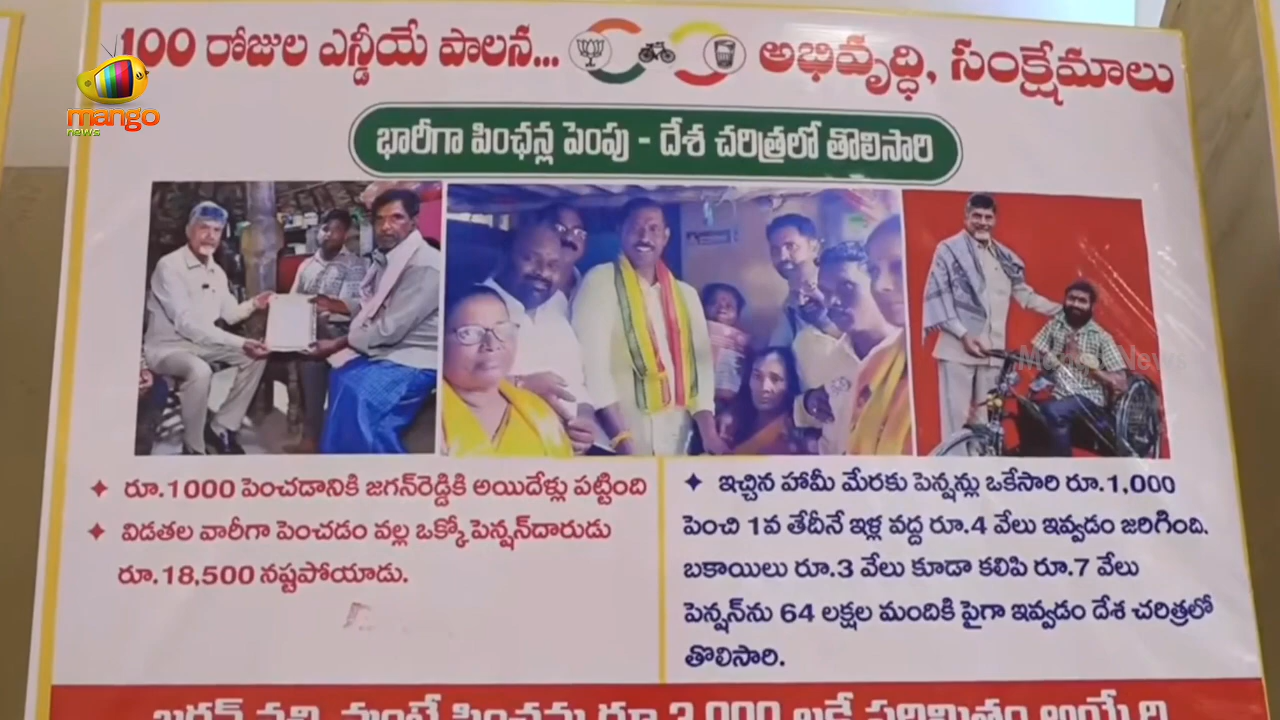 100 రోజుల ఎన్డీయే పాలన... అభివృద్ధి, సంక్షేమాలు
mango
news
భారీగా పింఛన్ల పెంపు - దేశ చరిత్రలో తొలిసారి
Mango News
✦ రూ.1000 పెంచడానికి జగన్‌రెడ్డికి అయిదేళ్లు పట్టింది
✦ విడతల వారీగా పెంచడం వల్ల ఒక్కో పెన్షన్‌దారుడు
రూ.18,500 నష్టపోయాడు.
✦ ఇచ్చిన హామీ మేరకు పెన్షన్లు ఒకేసారి రూ.1,000
పెంచి 1వ తేదీనే ఇళ్ల వద్ద రూ.4 వేలు ఇవ్వడం జరిగింది.
బకాయిలు రూ.3 వేలు కూడా కలిపి రూ.7 వేలు
పెన్షన్‌ను 64 లక్షల మందికి పైగా ఇవ్వడం దేశ చరిత్రలో
తొలిసారి.